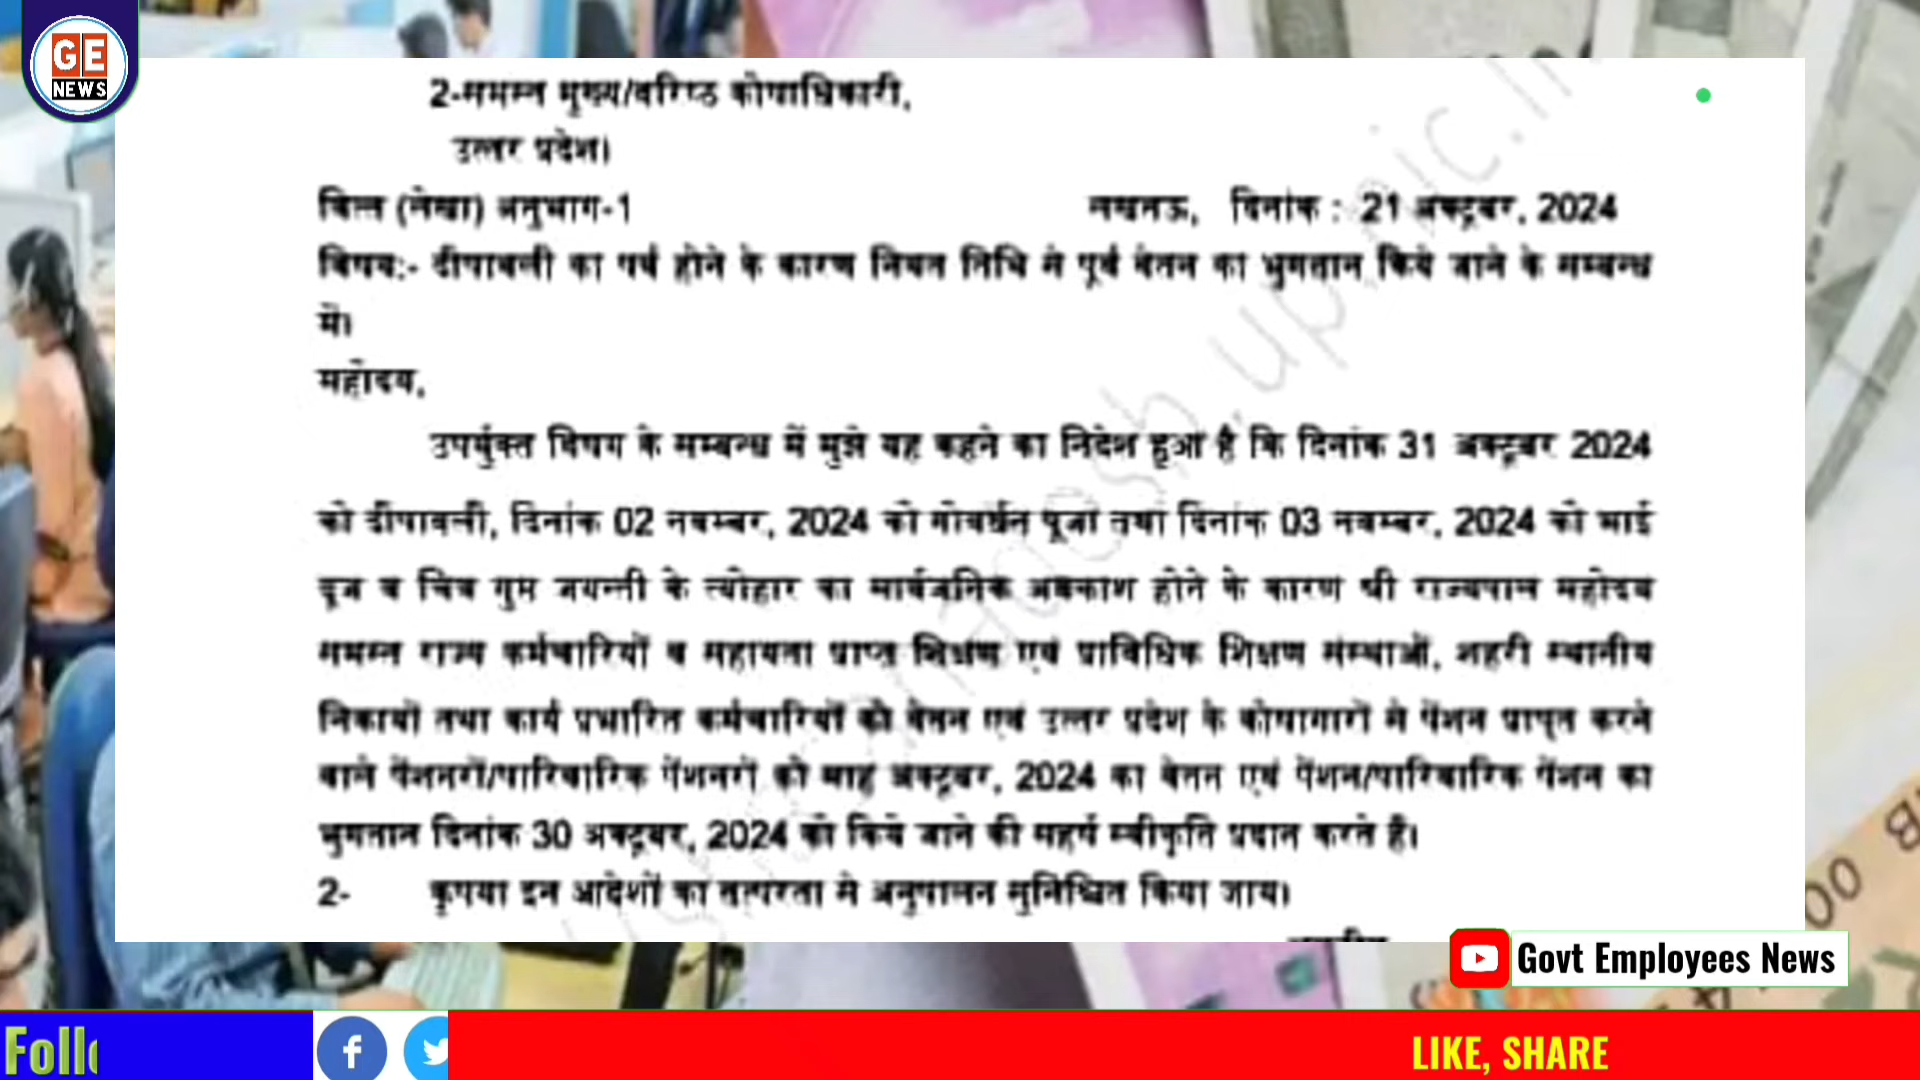 GE
NEWS
2-समस्त मुख्य/वरिष्ठ कोषाधिकारी,
उत्तर प्रदेश।
वित्त (लेखा) अनुभाग-1
लखनऊ, दिनांक : 21 अक्टूबर, 2024
विषय:- दीपावली का पर्व होने के कारण नियत तिथि से पूर्व वेतन का भुगतान किये जाने के सम्बन्ध
में।
महोदय,
उपर्युक्त विषय के सम्बन्ध में मुझे यह कहने का निदेश हुआ है कि दिनांक 31 अक्टूबर 2024
को दीपावली, दिनांक 02 नवम्बर, 2024 को गोवर्धन पूजा तथा दिनांक 03 नवम्बर, 2024 को भाई
दूज व चित्र गुप्त जयन्ती के त्योहार का सार्वजनिक अवकाश होने के कारण श्री राज्यपाल महोदय
समस्त राज्य कर्मचारियों व सहायता प्राप्त शिक्षण एवं प्राविधिक शिक्षण संस्थाओं, शहरी स्थानीय
निकायों तथा कार्य प्रभारित कर्मचारियों को वेतन एवं उत्तर प्रदेश के कोषागारों से पेंशन प्राप्त करने
वाले पेंशनरों/पारिवारिक पेंशनरों को माह अक्टूबर, 2024 का वेतन एवं पेंशन/पारिवारिक पेंशन का
भुगतान दिनांक 30 अक्टूबर, 2024 को किये जाने की सहर्ष स्वीकृति प्रदान करते है।
2- कृपया इन आदेशों का तत्परता से अनुपालन सुनिश्चित किया जाय।
Govt Employees News
Foll
LIKE, SHARE